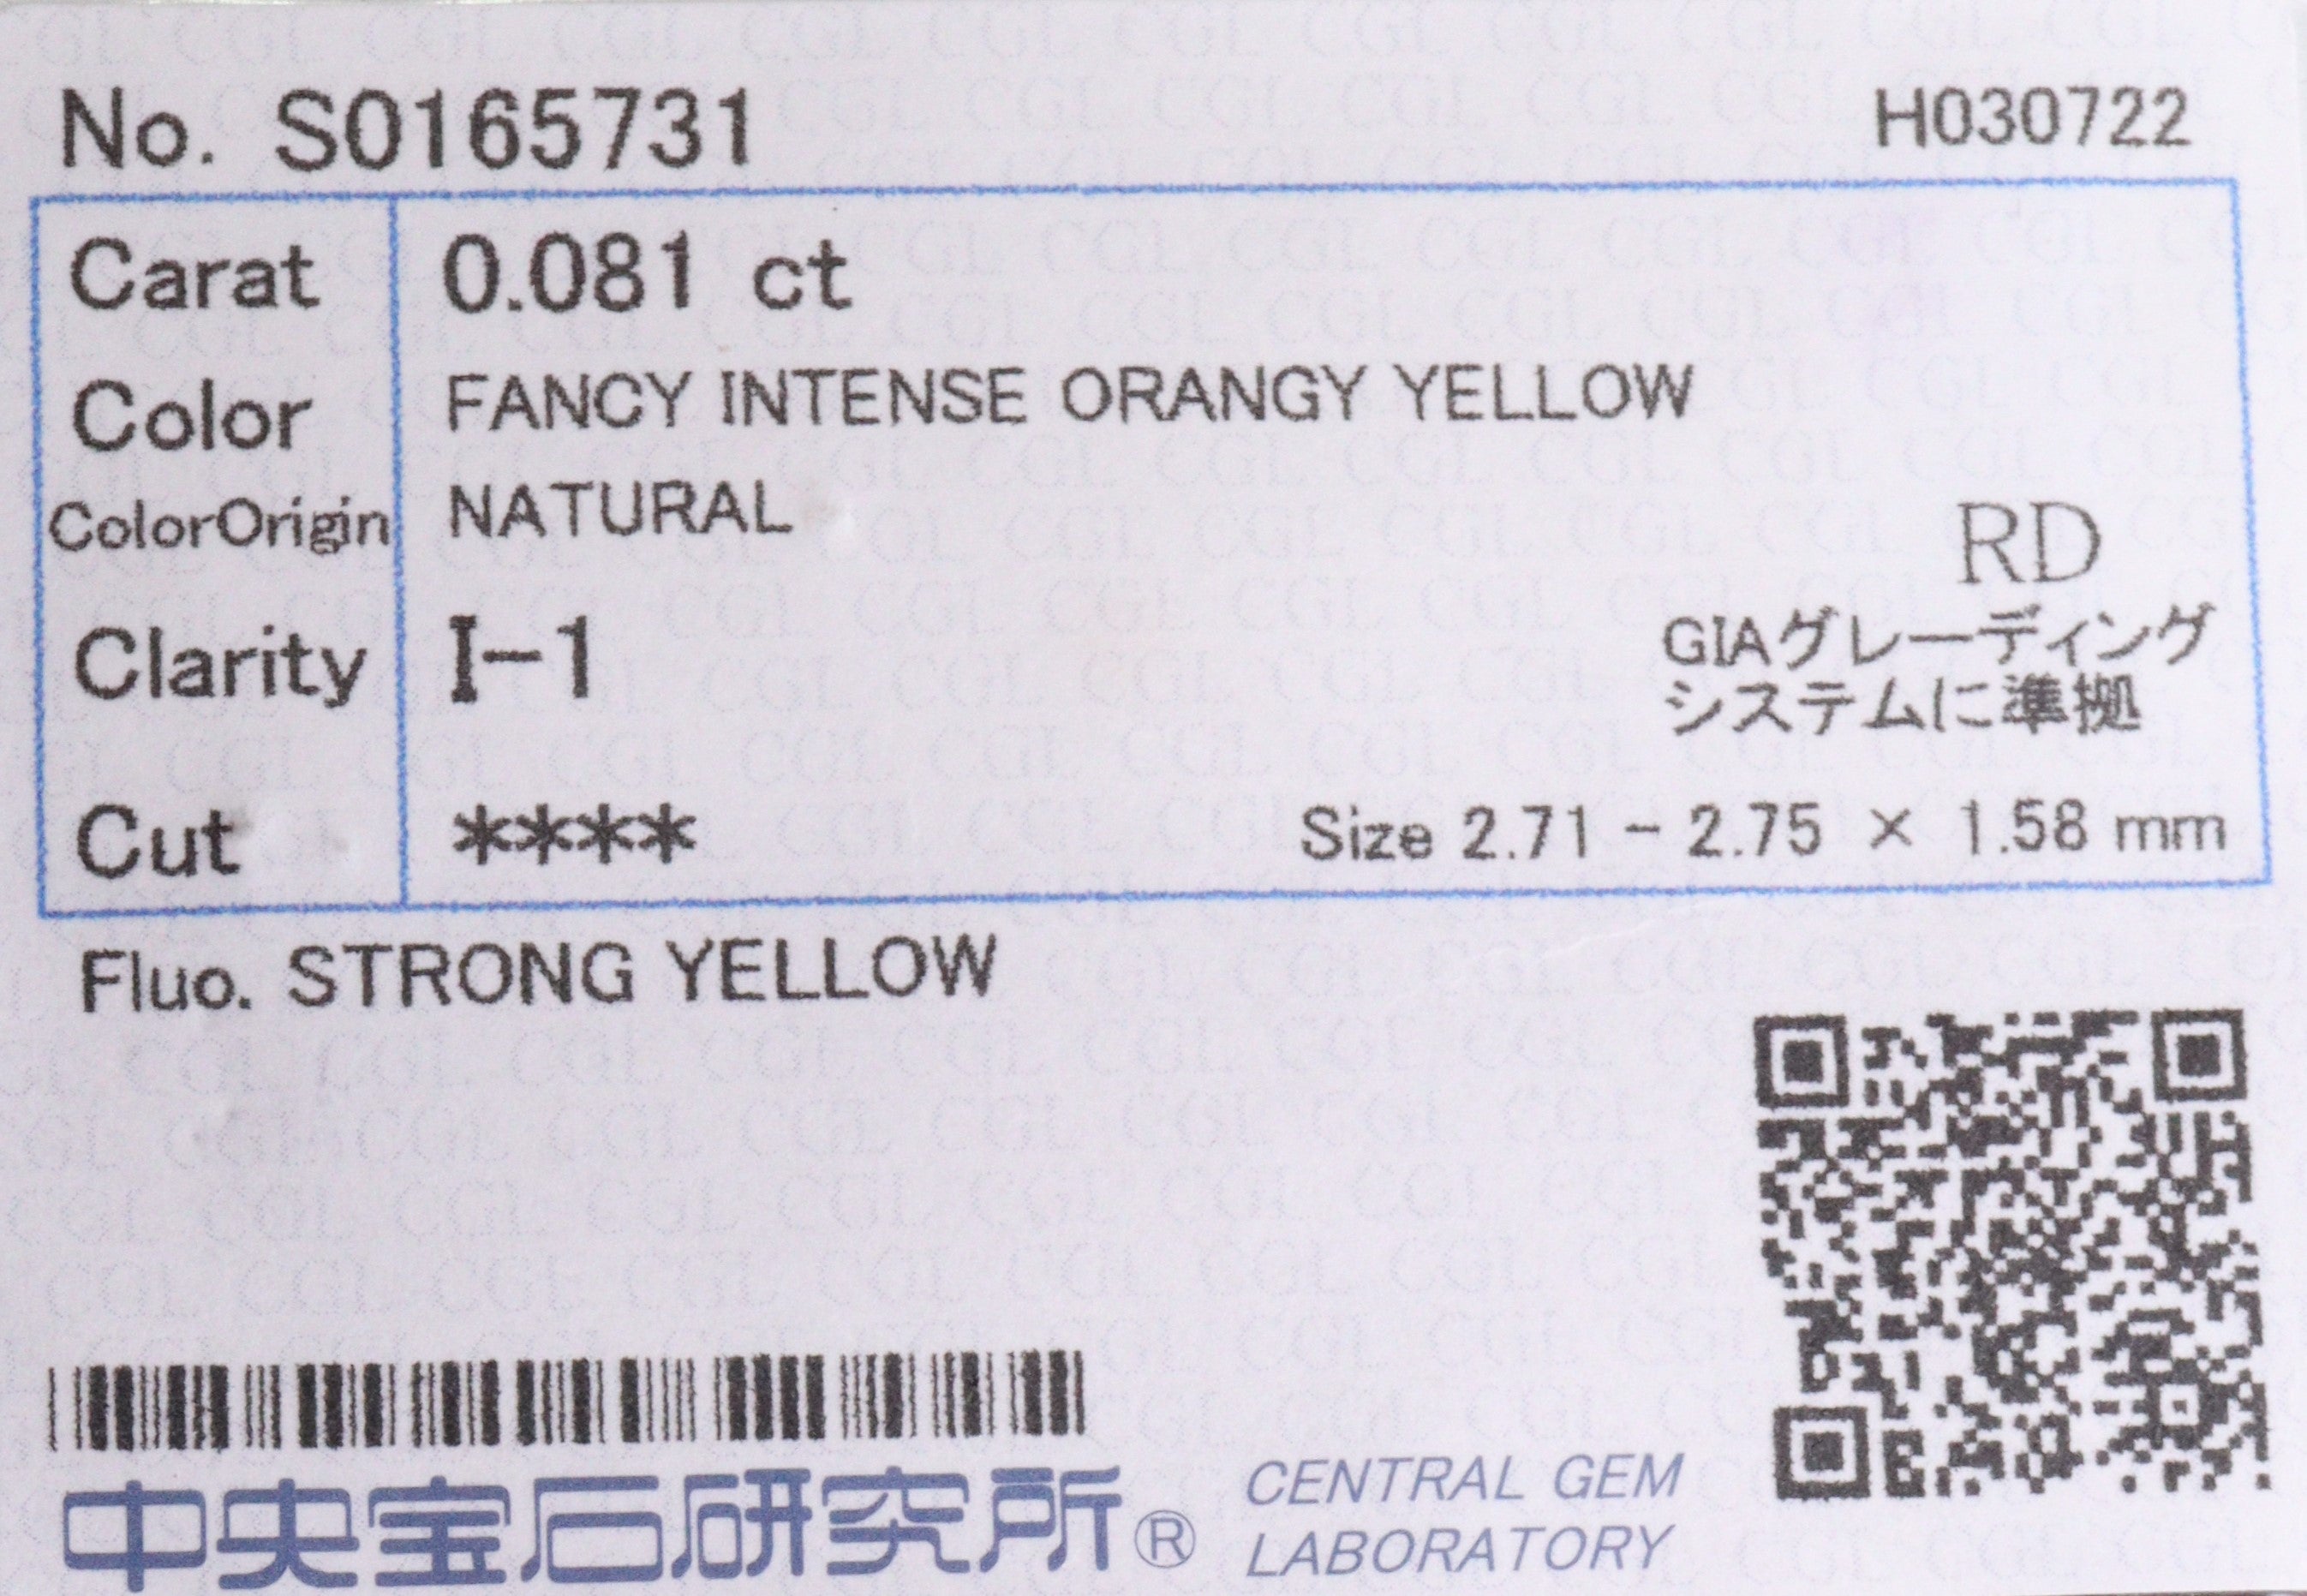 No. S0165731 H030722
Carat 0.081 ct
Color FANCY INTENSE ORANGY YELLOW
ColorOrigin NATURAL
RD
Clarity I-1
GIAグレーディング
システムに準拠
Cut **** Size 2.71 - 2.75 × 1.58 mm
Fluo. STRONG YELLOW
中央宝石研究所®
CENTRAL GEM
LABORATORY